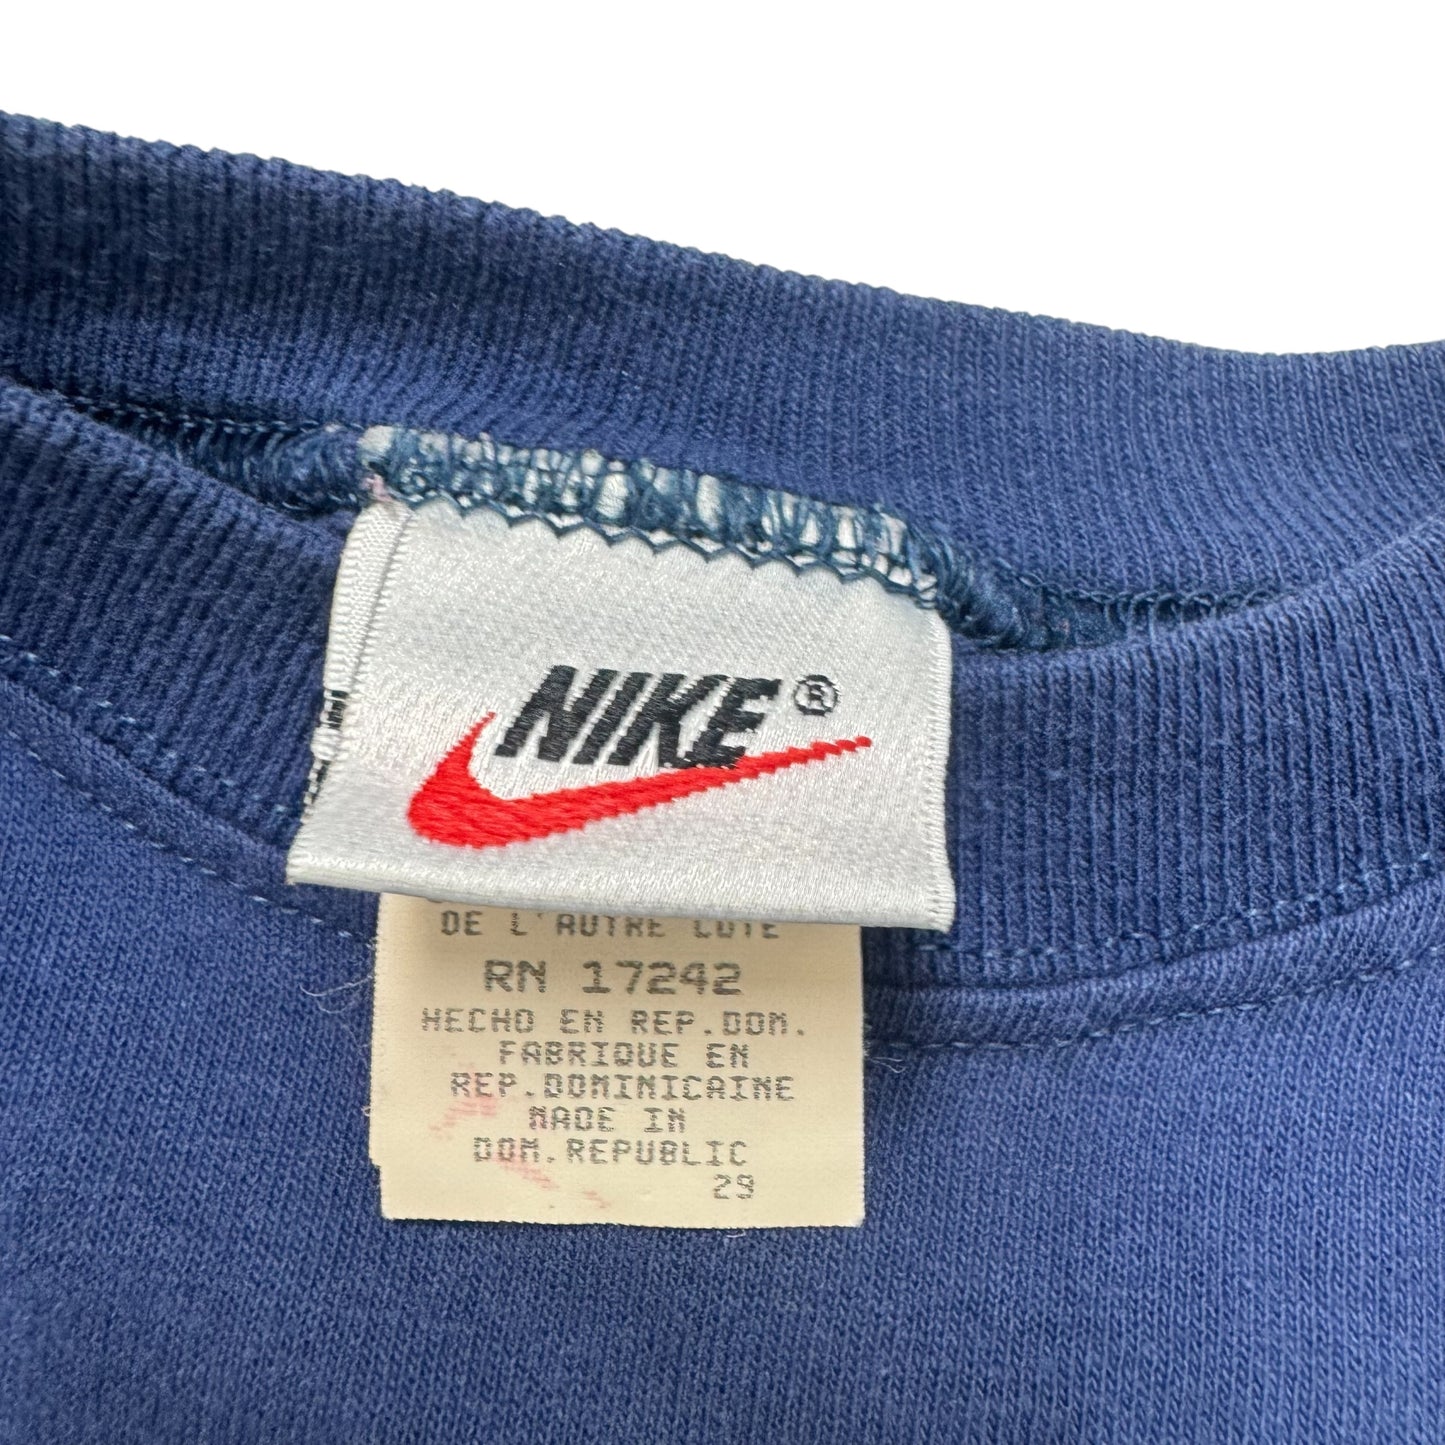 NIKE®
DE L'AUTRE COTE
RN 17242
HECHO EN REP.DOM.
FABRIQUE EN
REP.DOMINICAINE
MADE IN
DOM.REPUBLIC
29